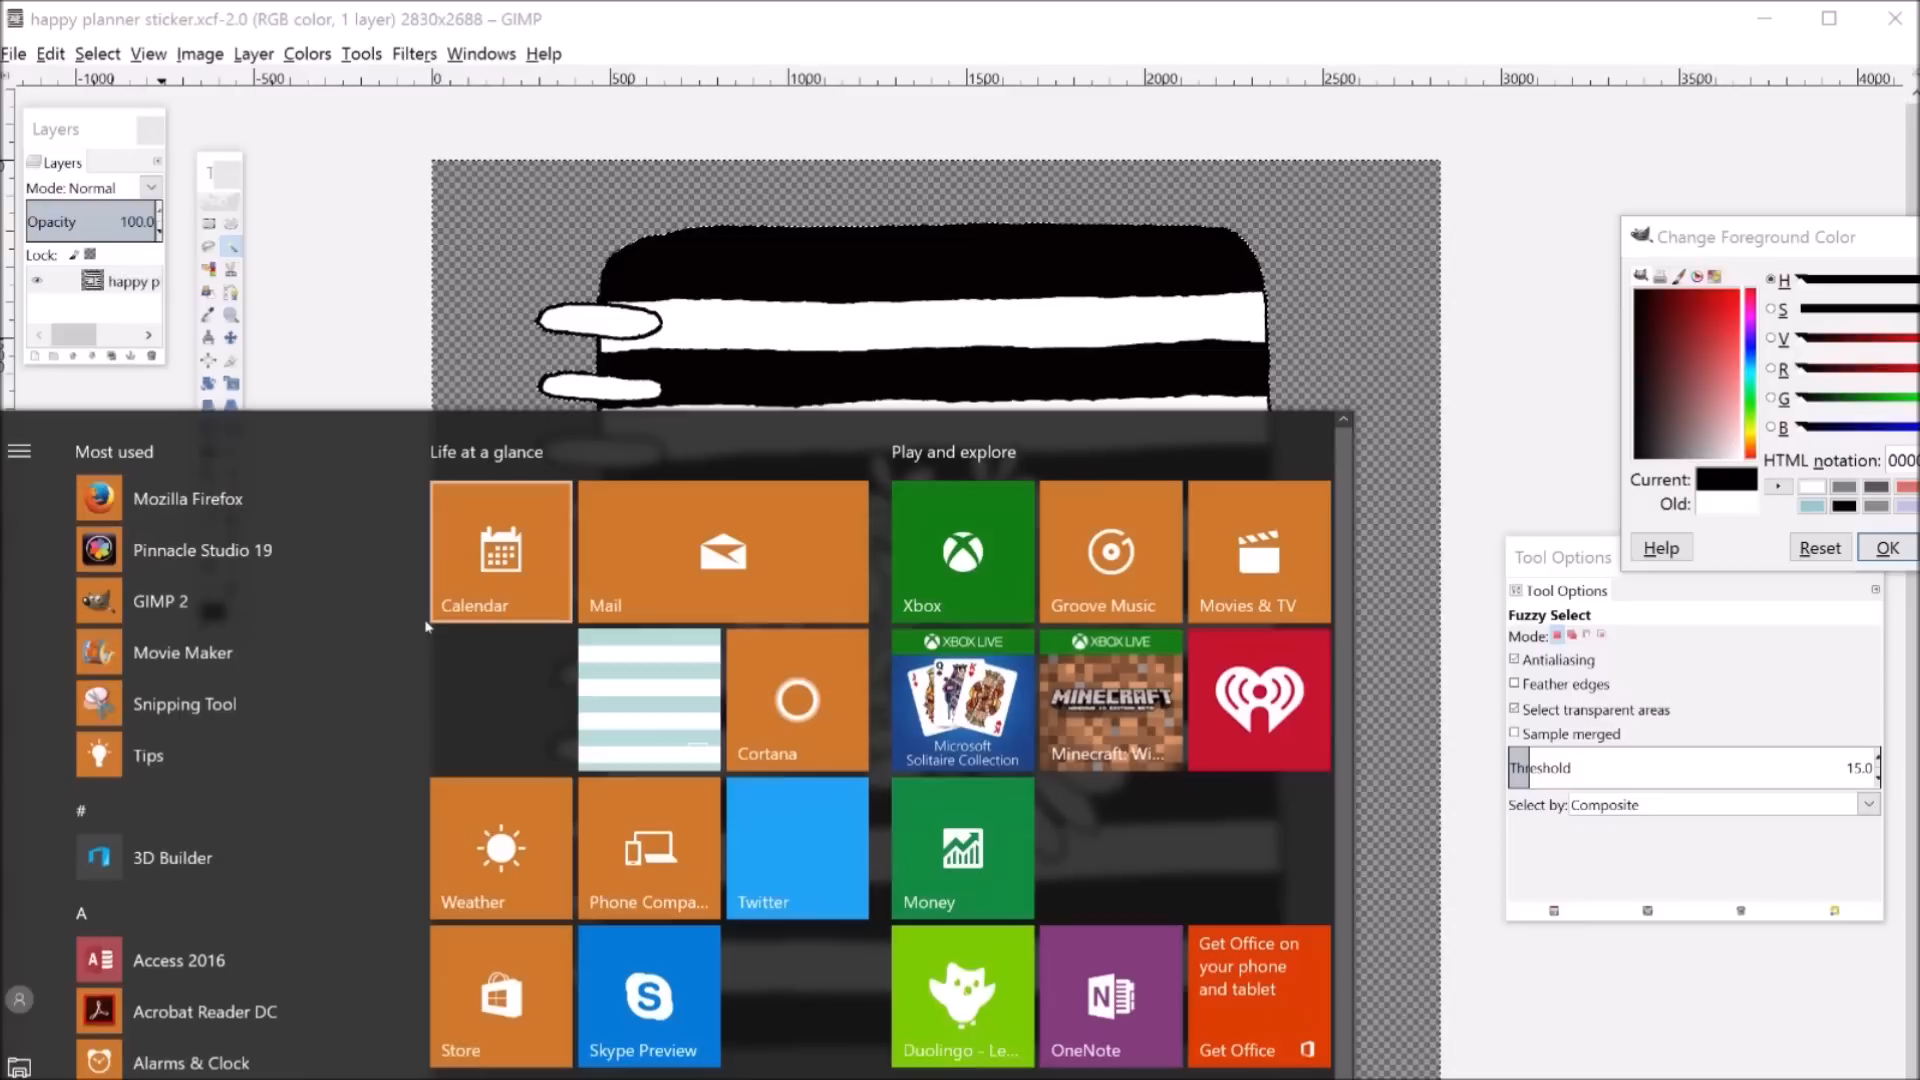 happy planner sticker.xcf-2.0 (RGB color, 1 layer) 2830x2688 – GIMP
File Edit Select View Image Layer Colors Tools Filters Windows Help
-1000 -500 0 500 1000 1500 2000 2500 3000 3500 4000
Layers
Layers
Mode: Normal
Opacity 100.0
Lock:
happy p
Change Foreground Color
H
S
V
R
G
B
HTML notation: 0000
Current:
Old:
Help Reset OK
Tool Options
Tool Options
Fuzzy Select
Mode:
Antialiasing
Feather edges
Select transparent areas
Sample merged
Threshold 15.0
Select by: Composite
Most used
Mozilla Firefox
Pinnacle Studio 19
GIMP 2
Movie Maker
Snipping Tool
Tips
#
3D Builder
A
Access 2016
Acrobat Reader DC
Alarms & Clock
Life at a glance
Calendar
Mail
Cortana
Weather
Phone Compa...
Twitter
Store
Skype Preview
Play and explore
Xbox
Groove Music
Movies & TV
XBOX LIVE
Microsoft
Solitaire Collection
XBOX LIVE
MINECRAFT
Minecraft: Wi...
Money
Duolingo - Le...
OneNote
Get Office on
your phone
and tablet
Get Office